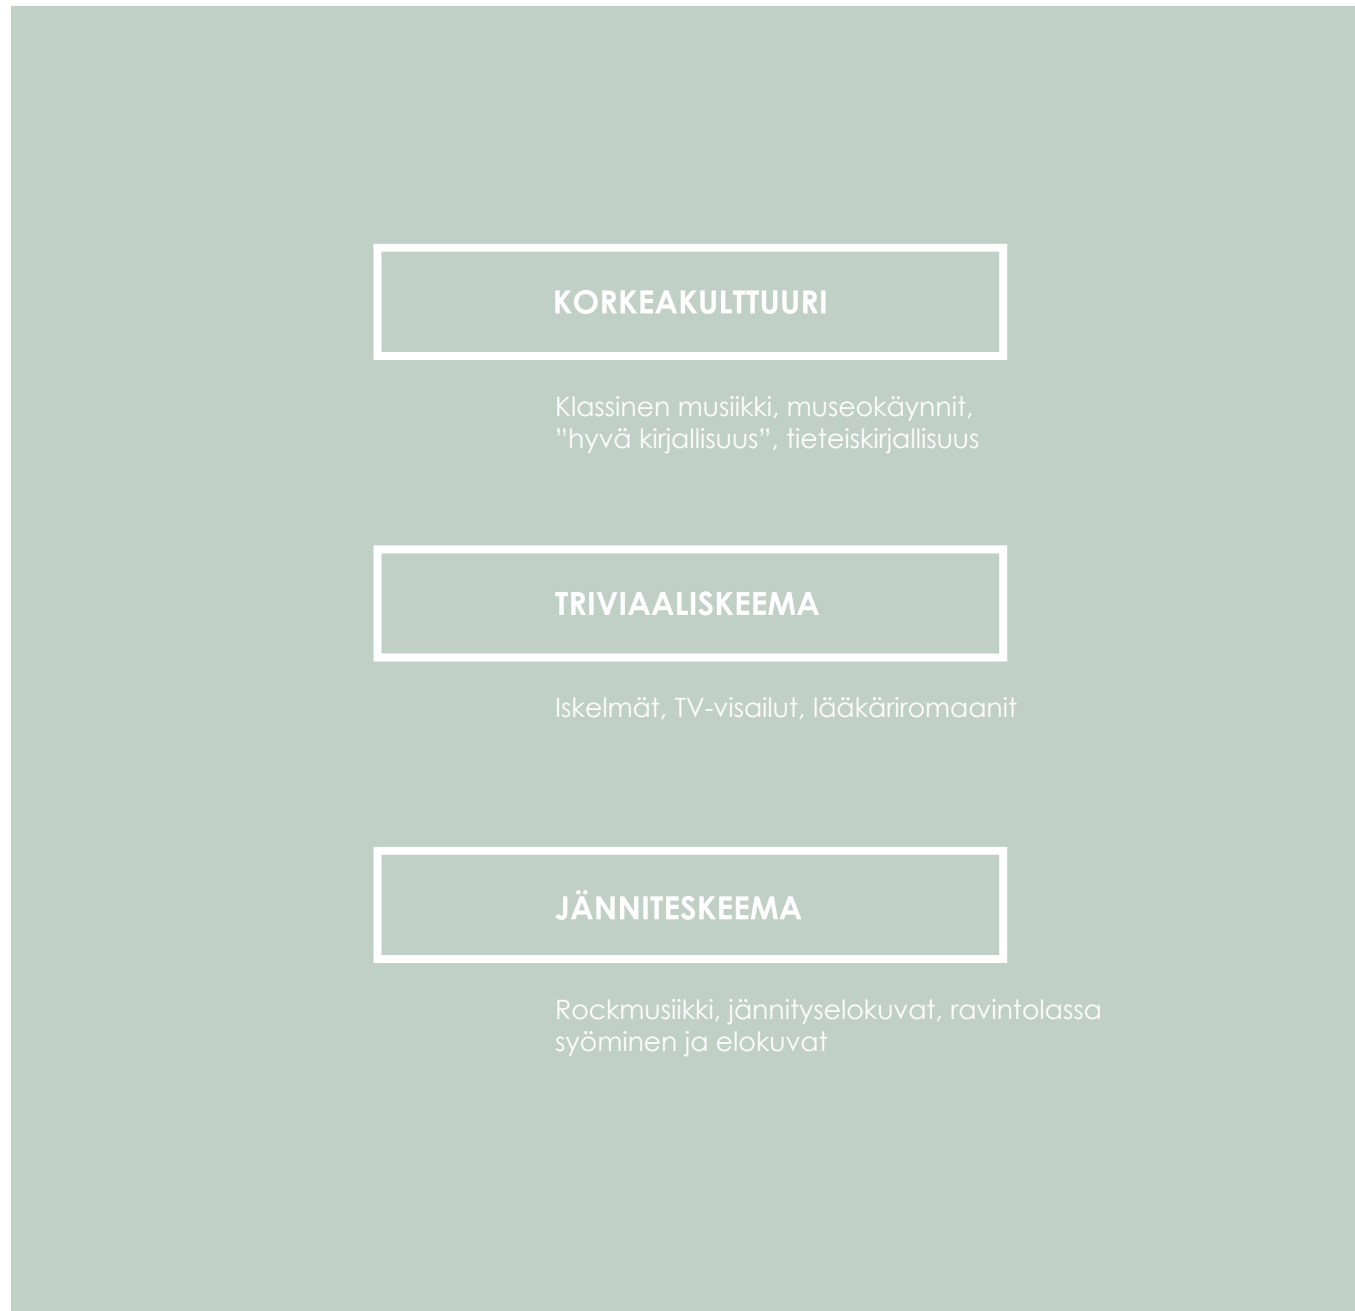 KORKEAKULTTUURI
Klassinen musiikki, museokäynnit,
”hyvä kirjallisuus”, tieteiskirjallisuus
TRIVIAALISKEEMA
Iskelmät, TV-visailut, lääkäriromaanit
JÄNNITESKEEMA
Rockmusiikki, jännityselokuvat, ravintolassa
syöminen ja elokuvat